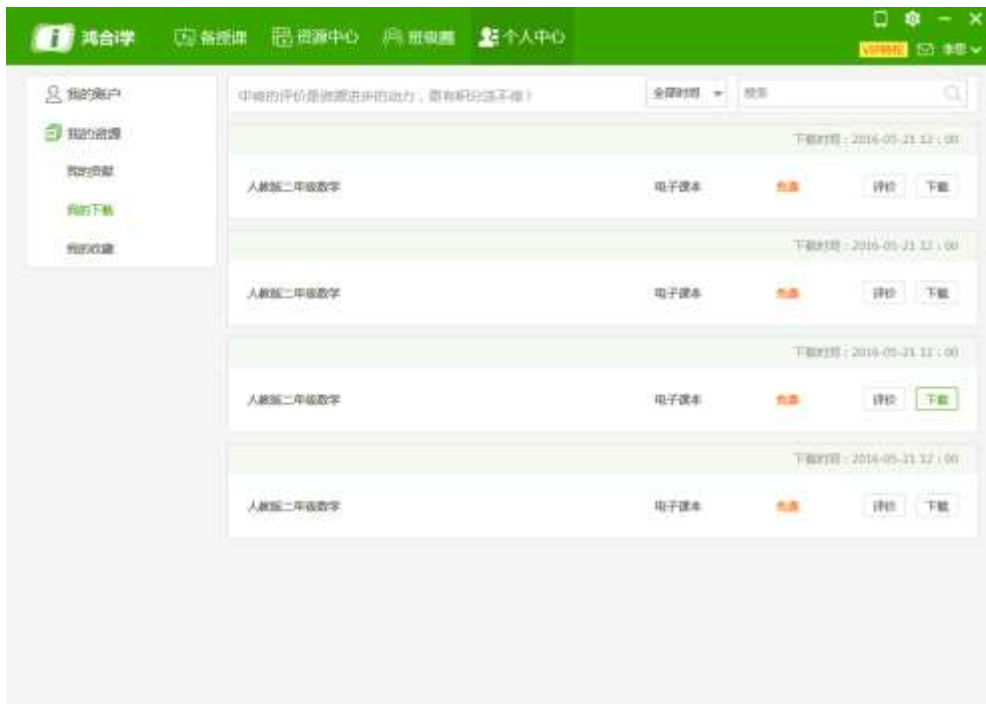 鸿合i学
备授课 资源中心 班级圈 个人中心
VIP特权
我的账户
我的资源
我的贡献
我的下载
我的收藏
中肯的评价是资源进步的动力，更有积分送不停！ 全部时间 搜索
下载时间：2016-05-21 12：00
人教版二年级数学 电子课本 免费 评价 下载
下载时间：2016-05-21 12：00
人教版二年级数学 电子课本 免费 评价 下载
下载时间：2016-05-21 12：00
人教版二年级数学 电子课本 免费 评价 下载
下载时间：2016-05-21 12：00
人教版二年级数学 电子课本 免费 评价 下载